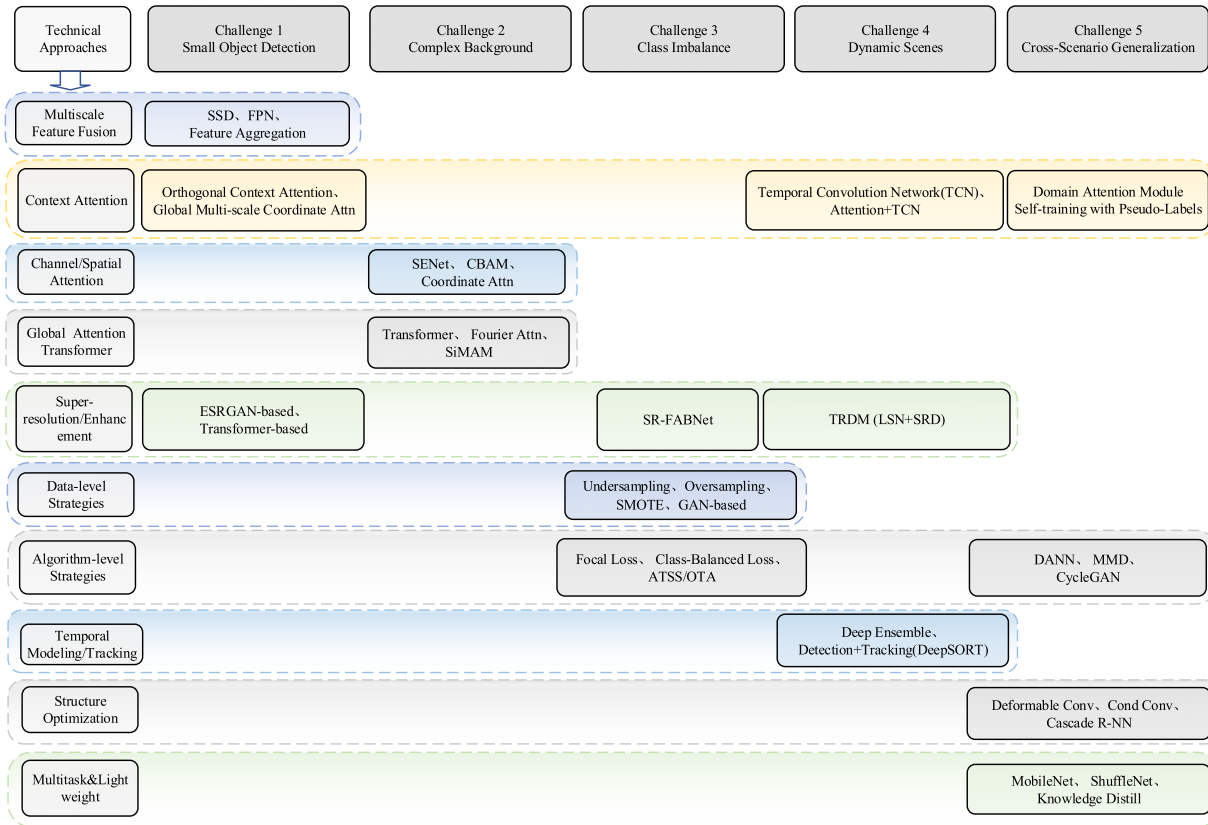 Technical
Approaches
Challenge 1
Small Object Detection
Challenge 2
Complex Background
Challenge 3
Class Imbalance
Challenge 4
Dynamic Scenes
Challenge 5
Cross-Scenario Generalization
Multiscale
Feature Fusion
SSD、FPN、
Feature Aggregation
Context Attention
Orthogonal Context Attention、
Global Multi-scale Coordinate Attn
Temporal Convolution Network(TCN)、
Attention+TCN
Domain Attention Module
Self-training with Pseudo-Labels
Channel/Spatial
Attention
SENet、 CBAM、
Coordinate Attn
Global Attention
Transformer
Transformer、 Fourier Attn、
SiMAM
Super-
resolution/Enhanc
ement
ESRGAN-based、
Transformer-based
SR-FABNet
TRDM (LSN+SRD)
Data-level
Strategies
Undersampling、Oversampling、
SMOTE、GAN-based
Algorithm-level
Strategies
Focal Loss、 Class-Balanced Loss、
ATSS/OTA
DANN、 MMD、
CycleGAN
Temporal
Modeling/Tracking
Deep Ensemble、
Detection+Tracking(DeepSORT)
Structure
Optimization
Deformable Conv、Cond Conv、
Cascade R-NN
Multitask&Light
weight
MobileNet、 ShuffleNet、
Knowledge Distill